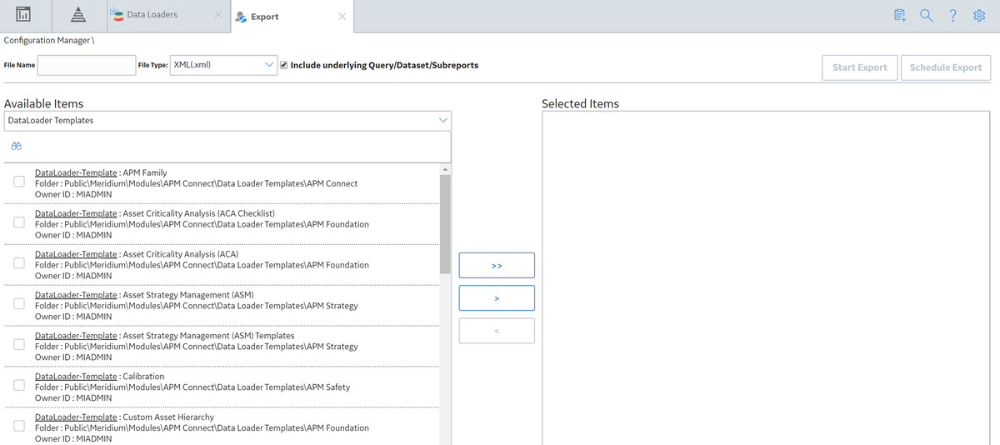 Data Loaders
Export
Configuration Manager \
File Name
File Type: XML(.xml)
Include underlying Query/Dataset/Subreports
Start Export
Schedule Export
Available Items
Selected Items
DataLoader Templates
DataLoader-Template : APM Family
Folder : Public\Meridium\Modules\APM Connect\Data Loader Templates\APM Connect
Owner ID : MIADMIN
DataLoader-Template : Asset Criticality Analysis (ACA Checklist)
Folder : Public\Meridium\Modules\APM Connect\Data Loader Templates\APM Foundation
Owner ID : MIADMIN
DataLoader-Template : Asset Criticality Analysis (ACA)
Folder : Public\Meridium\Modules\APM Connect\Data Loader Templates\APM Foundation
Owner ID : MIADMIN
DataLoader-Template : Asset Strategy Management (ASM)
Folder : Public\Meridium\Modules\APM Connect\Data Loader Templates\APM Strategy
Owner ID : MIADMIN
DataLoader-Template : Asset Strategy Management (ASM) Templates
Folder : Public\Meridium\Modules\APM Connect\Data Loader Templates\APM Strategy
Owner ID : MIADMIN
DataLoader-Template : Calibration
Folder : Public\Meridium\Modules\APM Connect\Data Loader Templates\APM Safety
Owner ID : MIADMIN
DataLoader-Template : Custom Asset Hierarchy
Folder : Public\Meridium\Modules\APM Connect\Data Loader Templates\APM Foundation
Owner ID : MIADMIN
>>
>
<